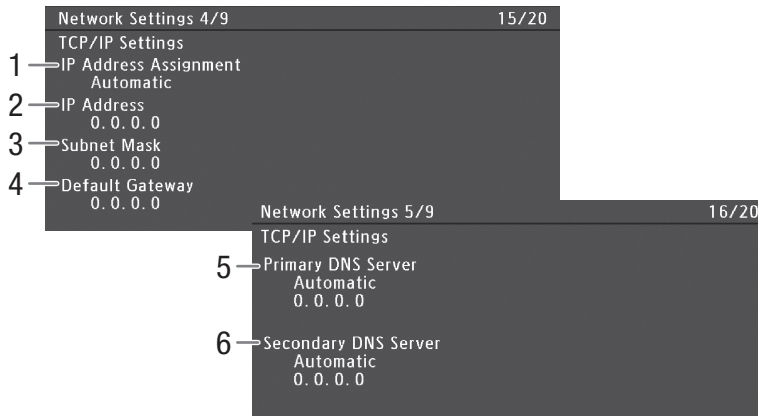 Network Settings 4/9 15/20
TCP/IP Settings
1 IP Address Assignment
Automatic
2 IP Address
0.0.0.0
3 Subnet Mask
0.0.0.0
4 Default Gateway
0.0.0.0
Network Settings 5/9 16/20
TCP/IP Settings
5 Primary DNS Server
Automatic
0.0.0.0
6 Secondary DNS Server
Automatic
0.0.0.0